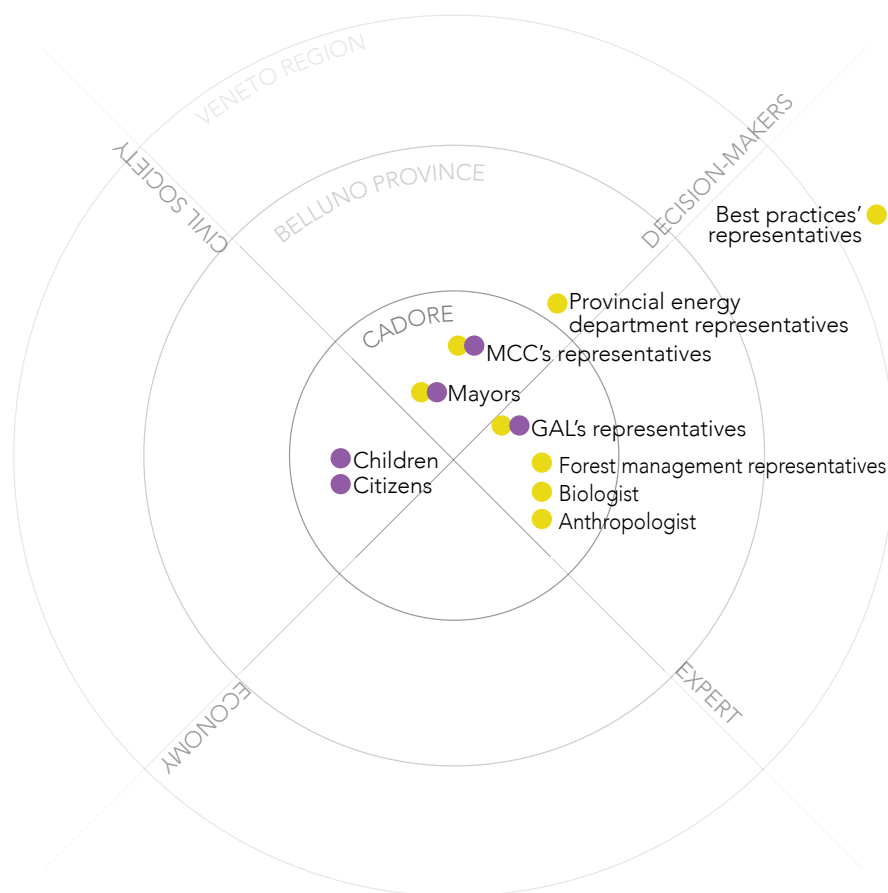 VENETO REGION
DECISION-MAKERS
CIVIL SOCIETY
BELLUNO PROVINCE
Best practices’
representatives
CADORE
Provincial energy
department representatives
MCC’s representatives
Mayors
GAL’s representatives
Children
Citizens
Forest management representatives
Biologist
Anthropologist
ECONOMY
EXPERT